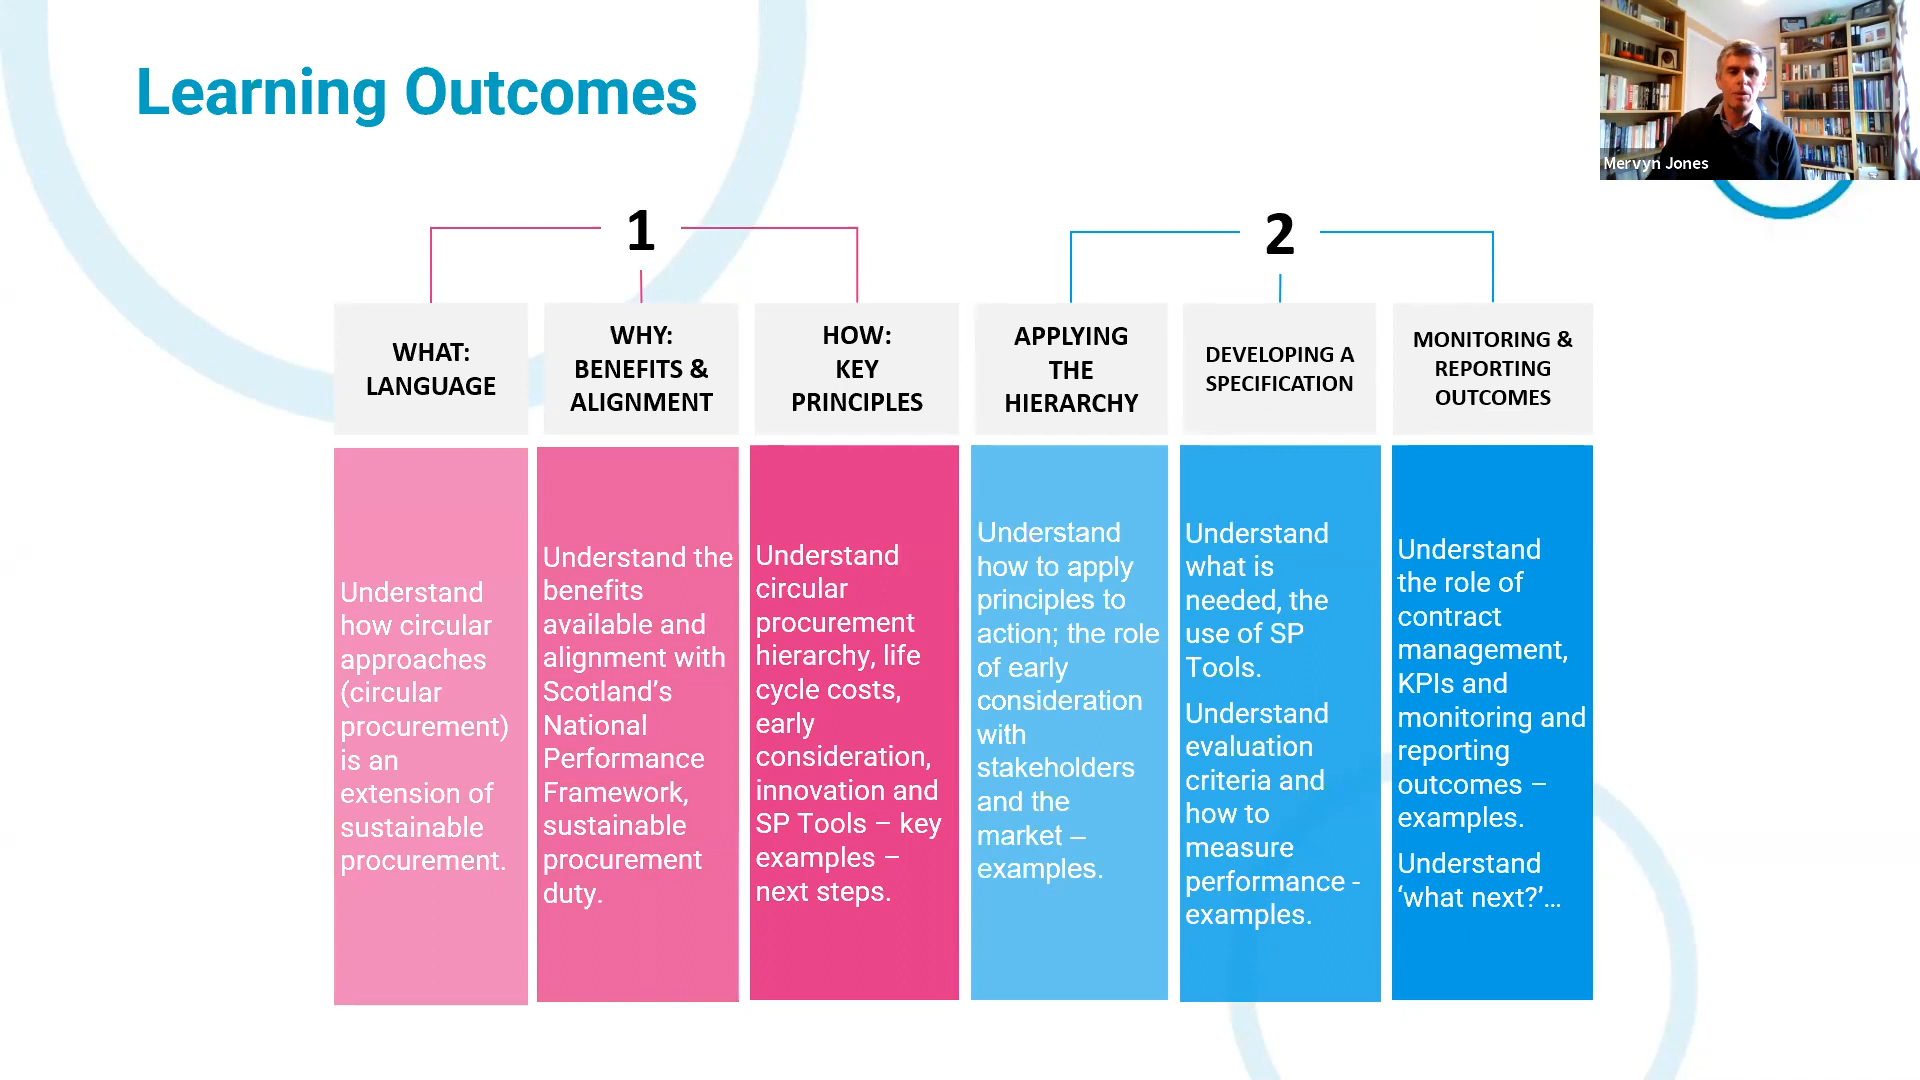 Learning Outcomes
Mervyn Jones
1
WHAT:
LANGUAGE
WHY:
BENEFITS &
ALIGNMENT
HOW:
KEY
PRINCIPLES
Understand
how circular
approaches
(circular
procurement)
is an
extension of
sustainable
procurement.
Understand the
benefits
available and
alignment with
Scotland’s
National
Performance
Framework,
sustainable
procurement
duty.
Understand
circular
procurement
hierarchy, life
cycle costs,
early
consideration,
innovation and
SP Tools – key
examples –
next steps.
2
APPLYING
THE
HIERARCHY
DEVELOPING A
SPECIFICATION
MONITORING &
REPORTING
OUTCOMES
Understand
how to apply
principles to
action; the role
of early
consideration
with
stakeholders
and the
market –
examples.
Understand
what is
needed, the
use of SP
Tools.
Understand
evaluation
criteria and
how to
measure
performance -
examples.
Understand
the role of
contract
management,
KPIs and
monitoring and
reporting
outcomes –
examples.
Understand
‘what next?’...